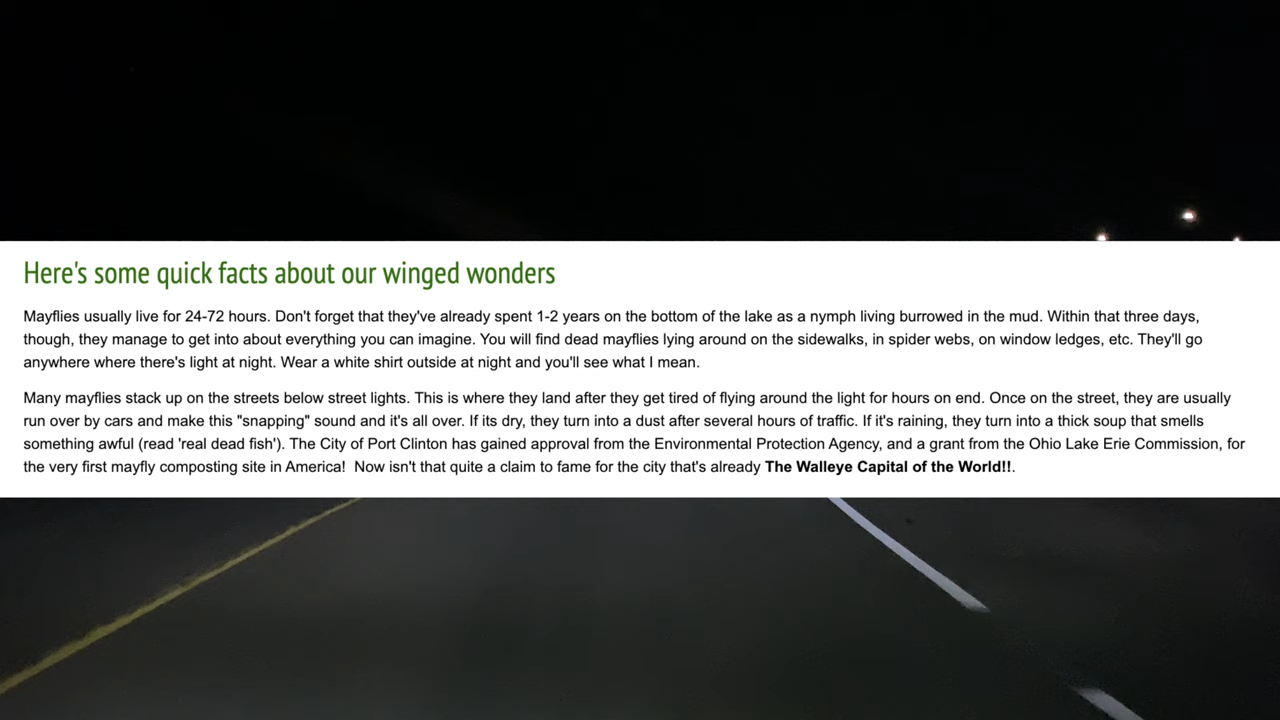 Here's some quick facts about our winged wonders
Mayflies usually live for 24-72 hours. Don't forget that they've already spent 1-2 years on the bottom of the lake as a nymph living burrowed in the mud. Within that three days,
though, they manage to get into about everything you can imagine. You will find dead mayflies lying around on the sidewalks, in spider webs, on window ledges, etc. They'll go
anywhere where there's light at night. Wear a white shirt outside at night and you'll see what I mean.
Many mayflies stack up on the streets below street lights. This is where they land after they get tired of flying around the light for hours on end. Once on the street, they are usually
run over by cars and make this "snapping" sound and it's all over. If its dry, they turn into a dust after several hours of traffic. If it's raining, they turn into a thick soup that smells
something awful (read 'real dead fish'). The City of Port Clinton has gained approval from the Environmental Protection Agency, and a grant from the Ohio Lake Erie Commission, for
the very first mayfly composting site in America!  Now isn't that quite a claim to fame for the city that's already The Walleye Capital of the World!!.